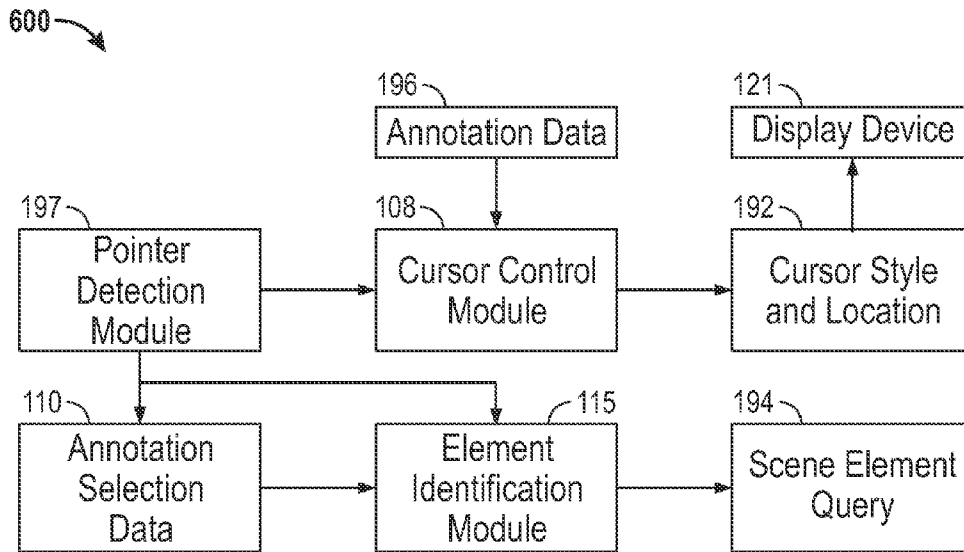 600
196
121
Annotation Data
Display Device
197
108
192
Pointer
Detection
Module
Cursor Control
Module
Cursor Style
and Location
110
115
194
Annotation
Selection
Data
Element
Identification
Module
Scene Element
Query